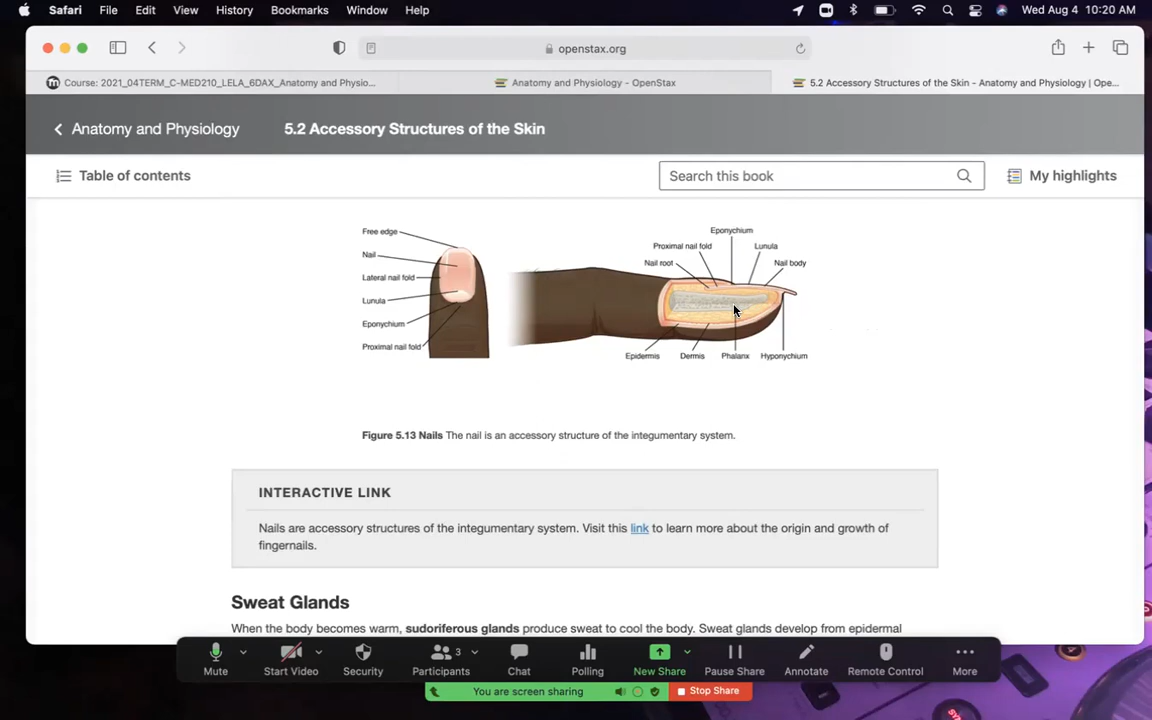 Safari File Edit View History Bookmarks Window Help Wed Aug 4 10:20 AM
openstax.org
Course: 2021_04TERM_C-MED210_LELA_6DAX_Anatomy and Physio... Anatomy and Physiology - OpenStax 5.2 Accessory Structures of the Skin - Anatomy and Physiology | Ope...
Anatomy and Physiology 5.2 Accessory Structures of the Skin
Table of contents Search this book My highlights
Free edge
Nail
Lateral nail fold
Lunula
Eponychium
Proximal nail fold
Eponychium
Proximal nail fold Lunula
Nail root Nail body
Epidermis Dermis Phalanx Hyponychium
Figure 5.13 Nails The nail is an accessory structure of the integumentary system.
INTERACTIVE LINK
Nails are accessory structures of the integumentary system. Visit this link to learn more about the origin and growth of
fingernails.
Sweat Glands
When the body becomes warm, sudoriferous glands produce sweat to cool the body. Sweat glands develop from epidermal
3
Mute Start Video Security Participants Chat Polling New Share Pause Share Annotate Remote Control More
You are screen sharing Stop Share